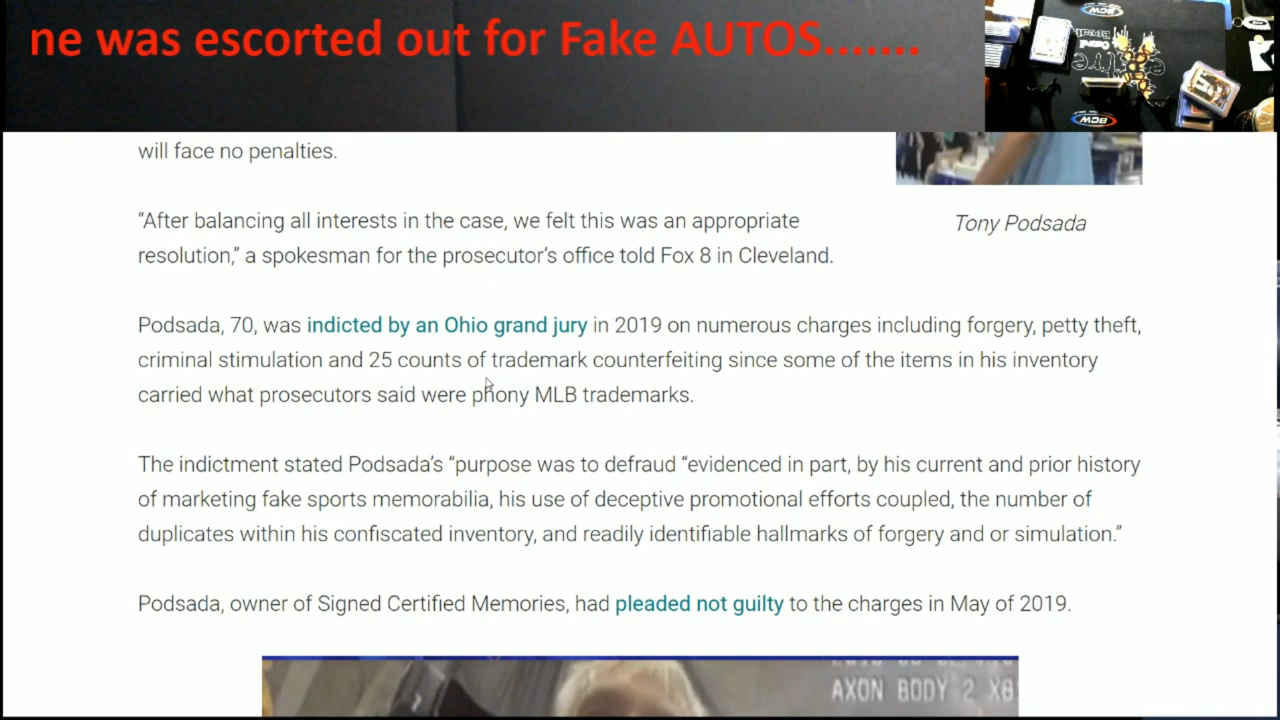 ne was escorted out for Fake AUTOS.......
BCW
BCW
will face no penalties.
Tony Podsada
“After balancing all interests in the case, we felt this was an appropriate
resolution,” a spokesman for the prosecutor’s office told Fox 8 in Cleveland.
Podsada, 70, was indicted by an Ohio grand jury in 2019 on numerous charges including forgery, petty theft,
criminal stimulation and 25 counts of trademark counterfeiting since some of the items in his inventory
carried what prosecutors said were phony MLB trademarks.
The indictment stated Podsada’s “purpose was to defraud “evidenced in part, by his current and prior history
of marketing fake sports memorabilia, his use of deceptive promotional efforts coupled, the number of
duplicates within his confiscated inventory, and readily identifiable hallmarks of forgery and or simulation.”
Podsada, owner of Signed Certified Memories, had pleaded not guilty to the charges in May of 2019.
AXON BODY 2 X8